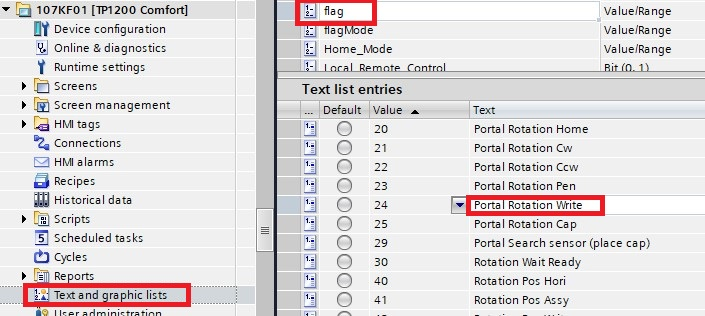 107KF01 [TP1200 Comfort]
Device configuration
Online & diagnostics
Runtime settings
Screens
Screen management
HMI tags
Connections
HMI alarms
Recipes
Historical data
Scripts
Scheduled tasks
Cycles
Reports
Text and graphic lists
User administration
flag Value/Range
flagMode Value/Range
Home_Mode Value/Range
Local_Remote_Control Bit (0, 1)
Text list entries
... Default Value Text
20 Portal Rotation Home
21 Portal Rotation Cw
22 Portal Rotation Ccw
23 Portal Rotation Pen
24 Portal Rotation Write
25 Portal Rotation Cap
29 Portal Search sensor (place cap)
30 Rotation Wait Ready
40 Rotation Pos Hori
41 Rotation Pos Assy